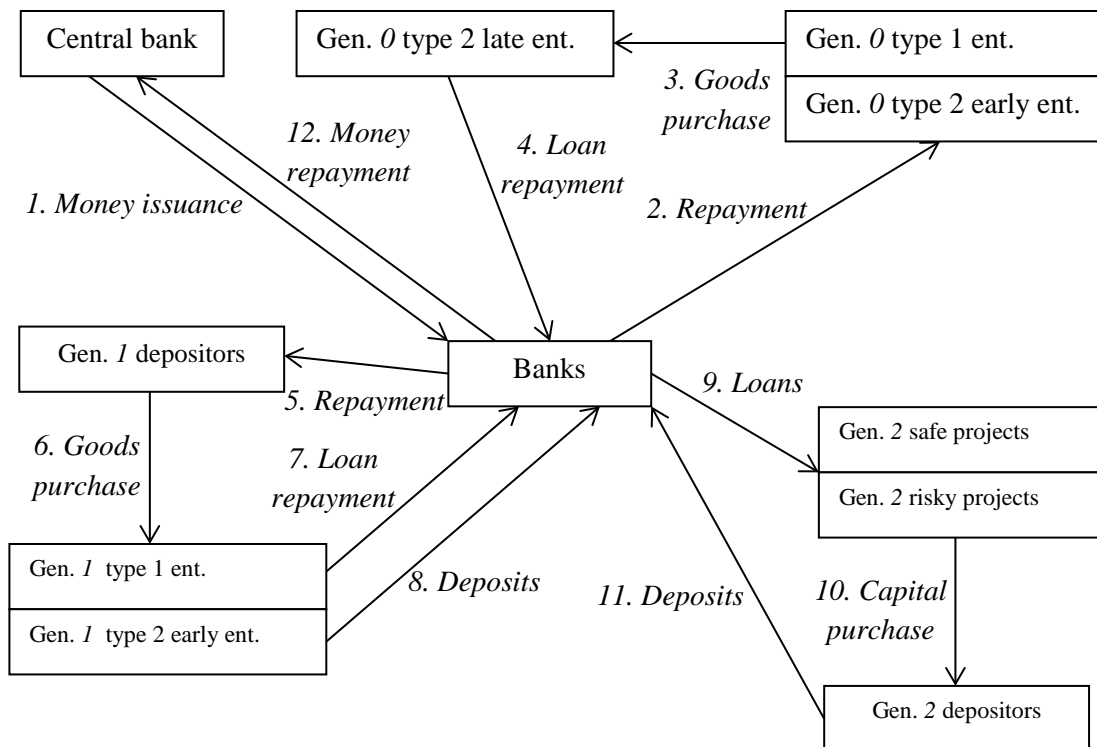 Central bank
Gen. 0 type 2 late ent.
Gen. 0 type 1 ent.
Gen. 0 type 2 early ent.
3. Goods
purchase
12. Money
repayment
4. Loan
repayment
1. Money issuance
2. Repayment
Gen. 1 depositors
Banks
5. Repayment
9. Loans
6. Goods
purchase
7. Loan
repayment
Gen. 2 safe projects
Gen. 2 risky projects
Gen. 1 type 1 ent.
Gen. 1 type 2 early ent.
8. Deposits
11. Deposits
10. Capital
purchase
Gen. 2 depositors